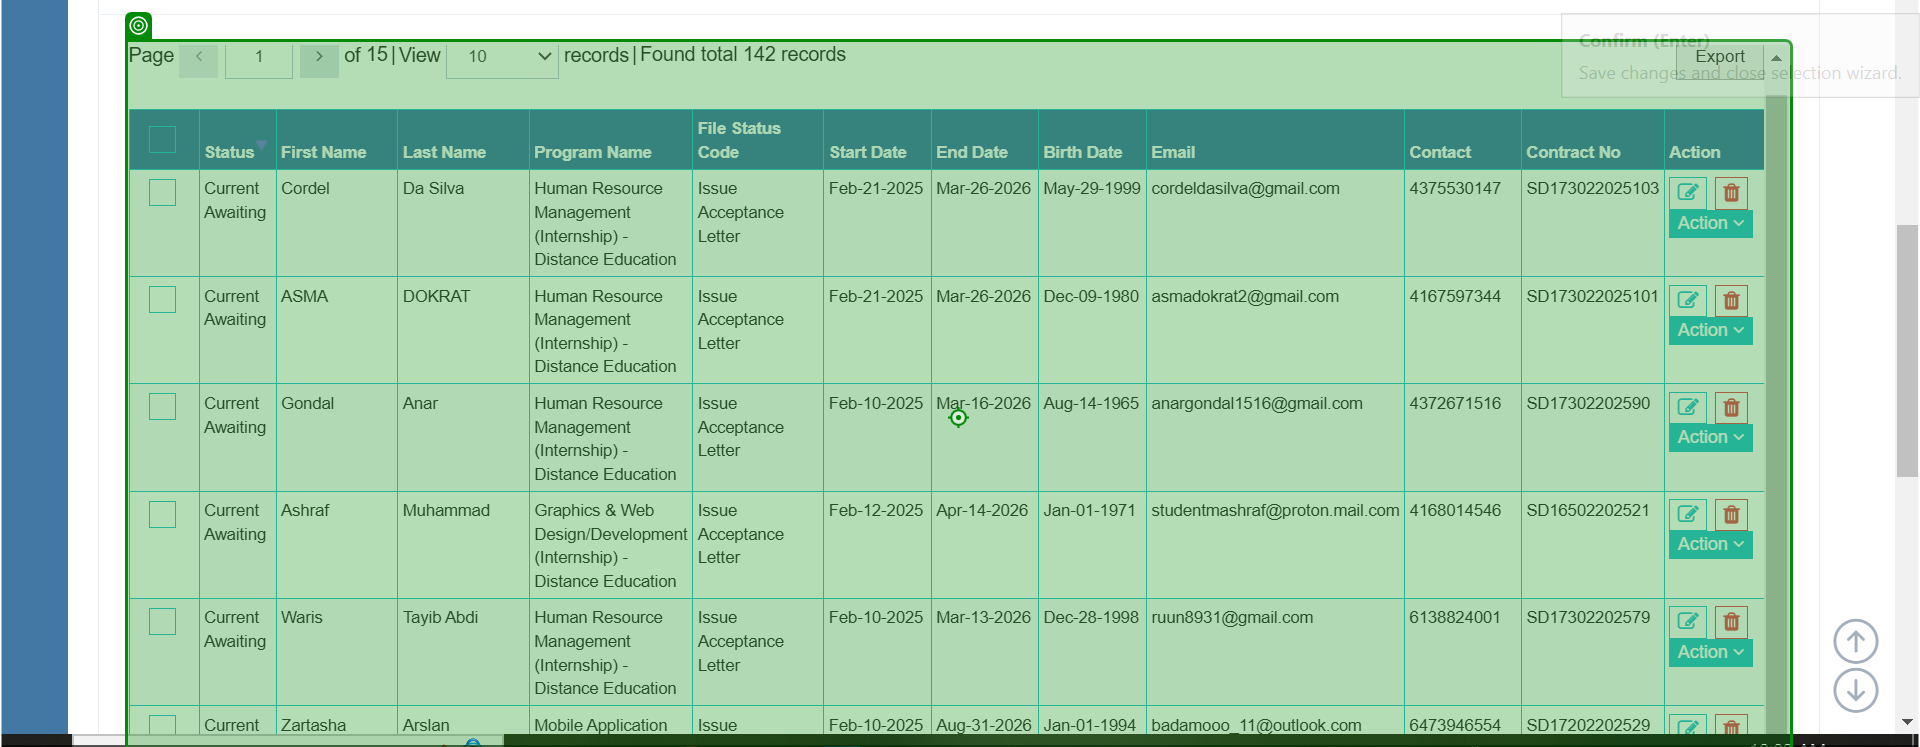 Confirm (Enter)
Save changes and close selection wizard.
Page 1 of 15 | View 10 records | Found total 142 records
Export
Status First Name Last Name Program Name File Status Code Start Date End Date Birth Date Email Contact Contract No Action
Current Awaiting Cordel Da Silva Human Resource Management (Internship) - Distance Education Issue Acceptance Letter Feb-21-2025 Mar-26-2026 May-29-1999 cordeldasilva@gmail.com 4375530147 SD173022025103 Action
Current Awaiting ASMA DOKRAT Human Resource Management (Internship) - Distance Education Issue Acceptance Letter Feb-21-2025 Mar-26-2026 Dec-09-1980 asmadokrat2@gmail.com 4167597344 SD173022025101 Action
Current Awaiting Gondal Anar Human Resource Management (Internship) - Distance Education Issue Acceptance Letter Feb-10-2025 Mar-16-2026 Aug-14-1965 anargondal1516@gmail.com 4372671516 SD17302202590 Action
Current Awaiting Ashraf Muhammad Graphics & Web Design/Development (Internship) - Distance Education Issue Acceptance Letter Feb-12-2025 Apr-14-2026 Jan-01-1971 studentmashraf@proton.mail.com 4168014546 SD16502202521 Action
Current Awaiting Waris Tayib Abdi Human Resource Management (Internship) - Distance Education Issue Acceptance Letter Feb-10-2025 Mar-13-2026 Dec-28-1998 ruun8931@gmail.com 6138824001 SD17302202579 Action
Current Zartasha Arslan Mobile Application Issue Feb-10-2025 Aug-31-2026 Jan-01-1994 badamooo_11@outlook.com 6473946554 SD17202202529